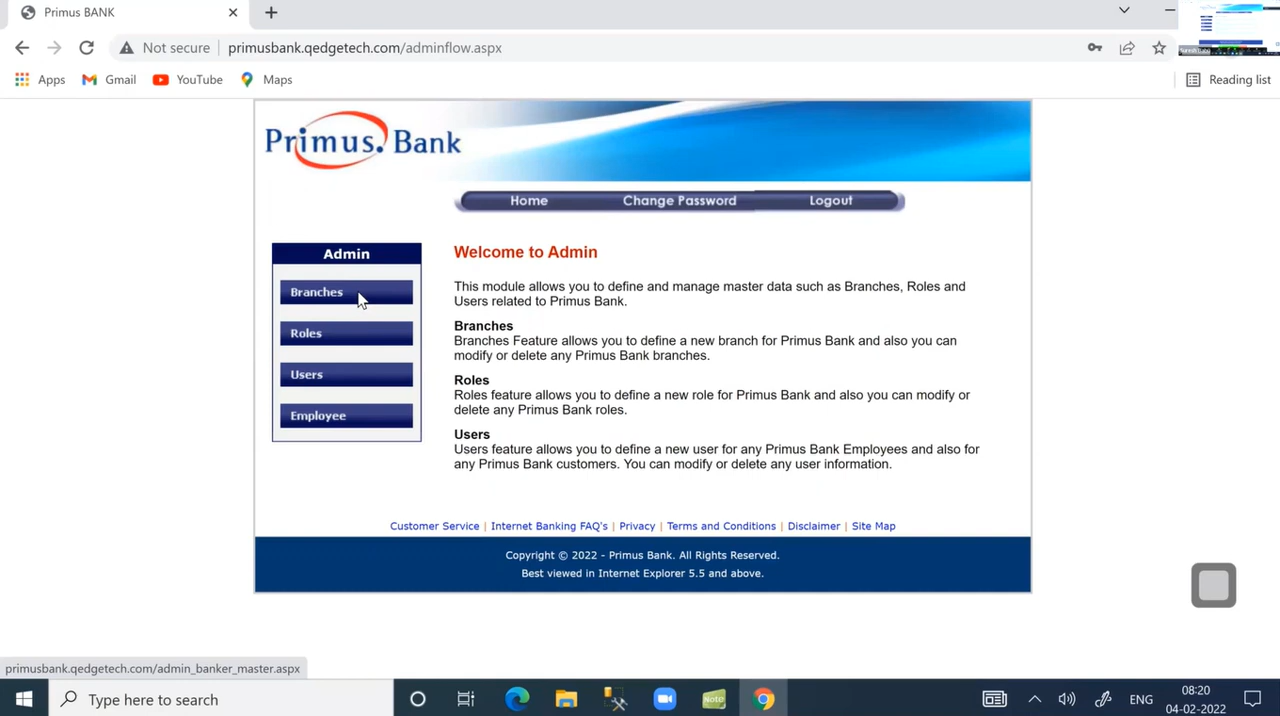 Primus BANK
Not secure
primusbank.qedgetech.com/adminflow.aspx
Apps
Gmail
YouTube
Maps
Reading list
Primus. Bank
Home
Change Password
Logout
Admin
Branches
Roles
Users
Employee
Welcome to Admin
This module allows you to define and manage master data such as Branches, Roles and
Users related to Primus Bank.
Branches
Branches Feature allows you to define a new branch for Primus Bank and also you can
modify or delete any Primus Bank branches.
Roles
Roles feature allows you to define a new role for Primus Bank and also you can modify or
delete any Primus Bank roles.
Users
Users feature allows you to define a new user for any Primus Bank Employees and also for
any Primus Bank customers. You can modify or delete any user information.
Customer Service | Internet Banking FAQ's | Privacy | Terms and Conditions | Disclaimer | Site Map
Copyright © 2022 - Primus Bank. All Rights Reserved.
Best viewed in Internet Explorer 5.5 and above.
primusbank.qedgetech.com/admin_banker_master.aspx
Type here to search
Note
ENG
08:20
04-02-2022